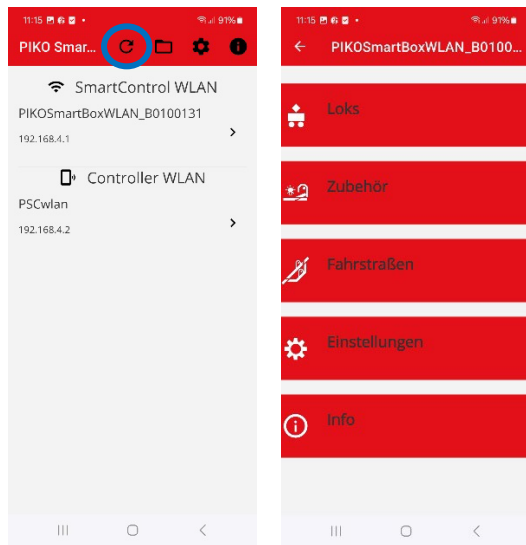 11:15 91%
PIKO Smar...
SmartControl WLAN
PIKOSmartBoxWLAN_B0100131
192.168.4.1
Controller WLAN
PSCwlan
192.168.4.2
11:15 91%
PIKOSmartBoxWLAN_B0100...
Loks
Zubehör
Fahrstraßen
Einstellungen
Info